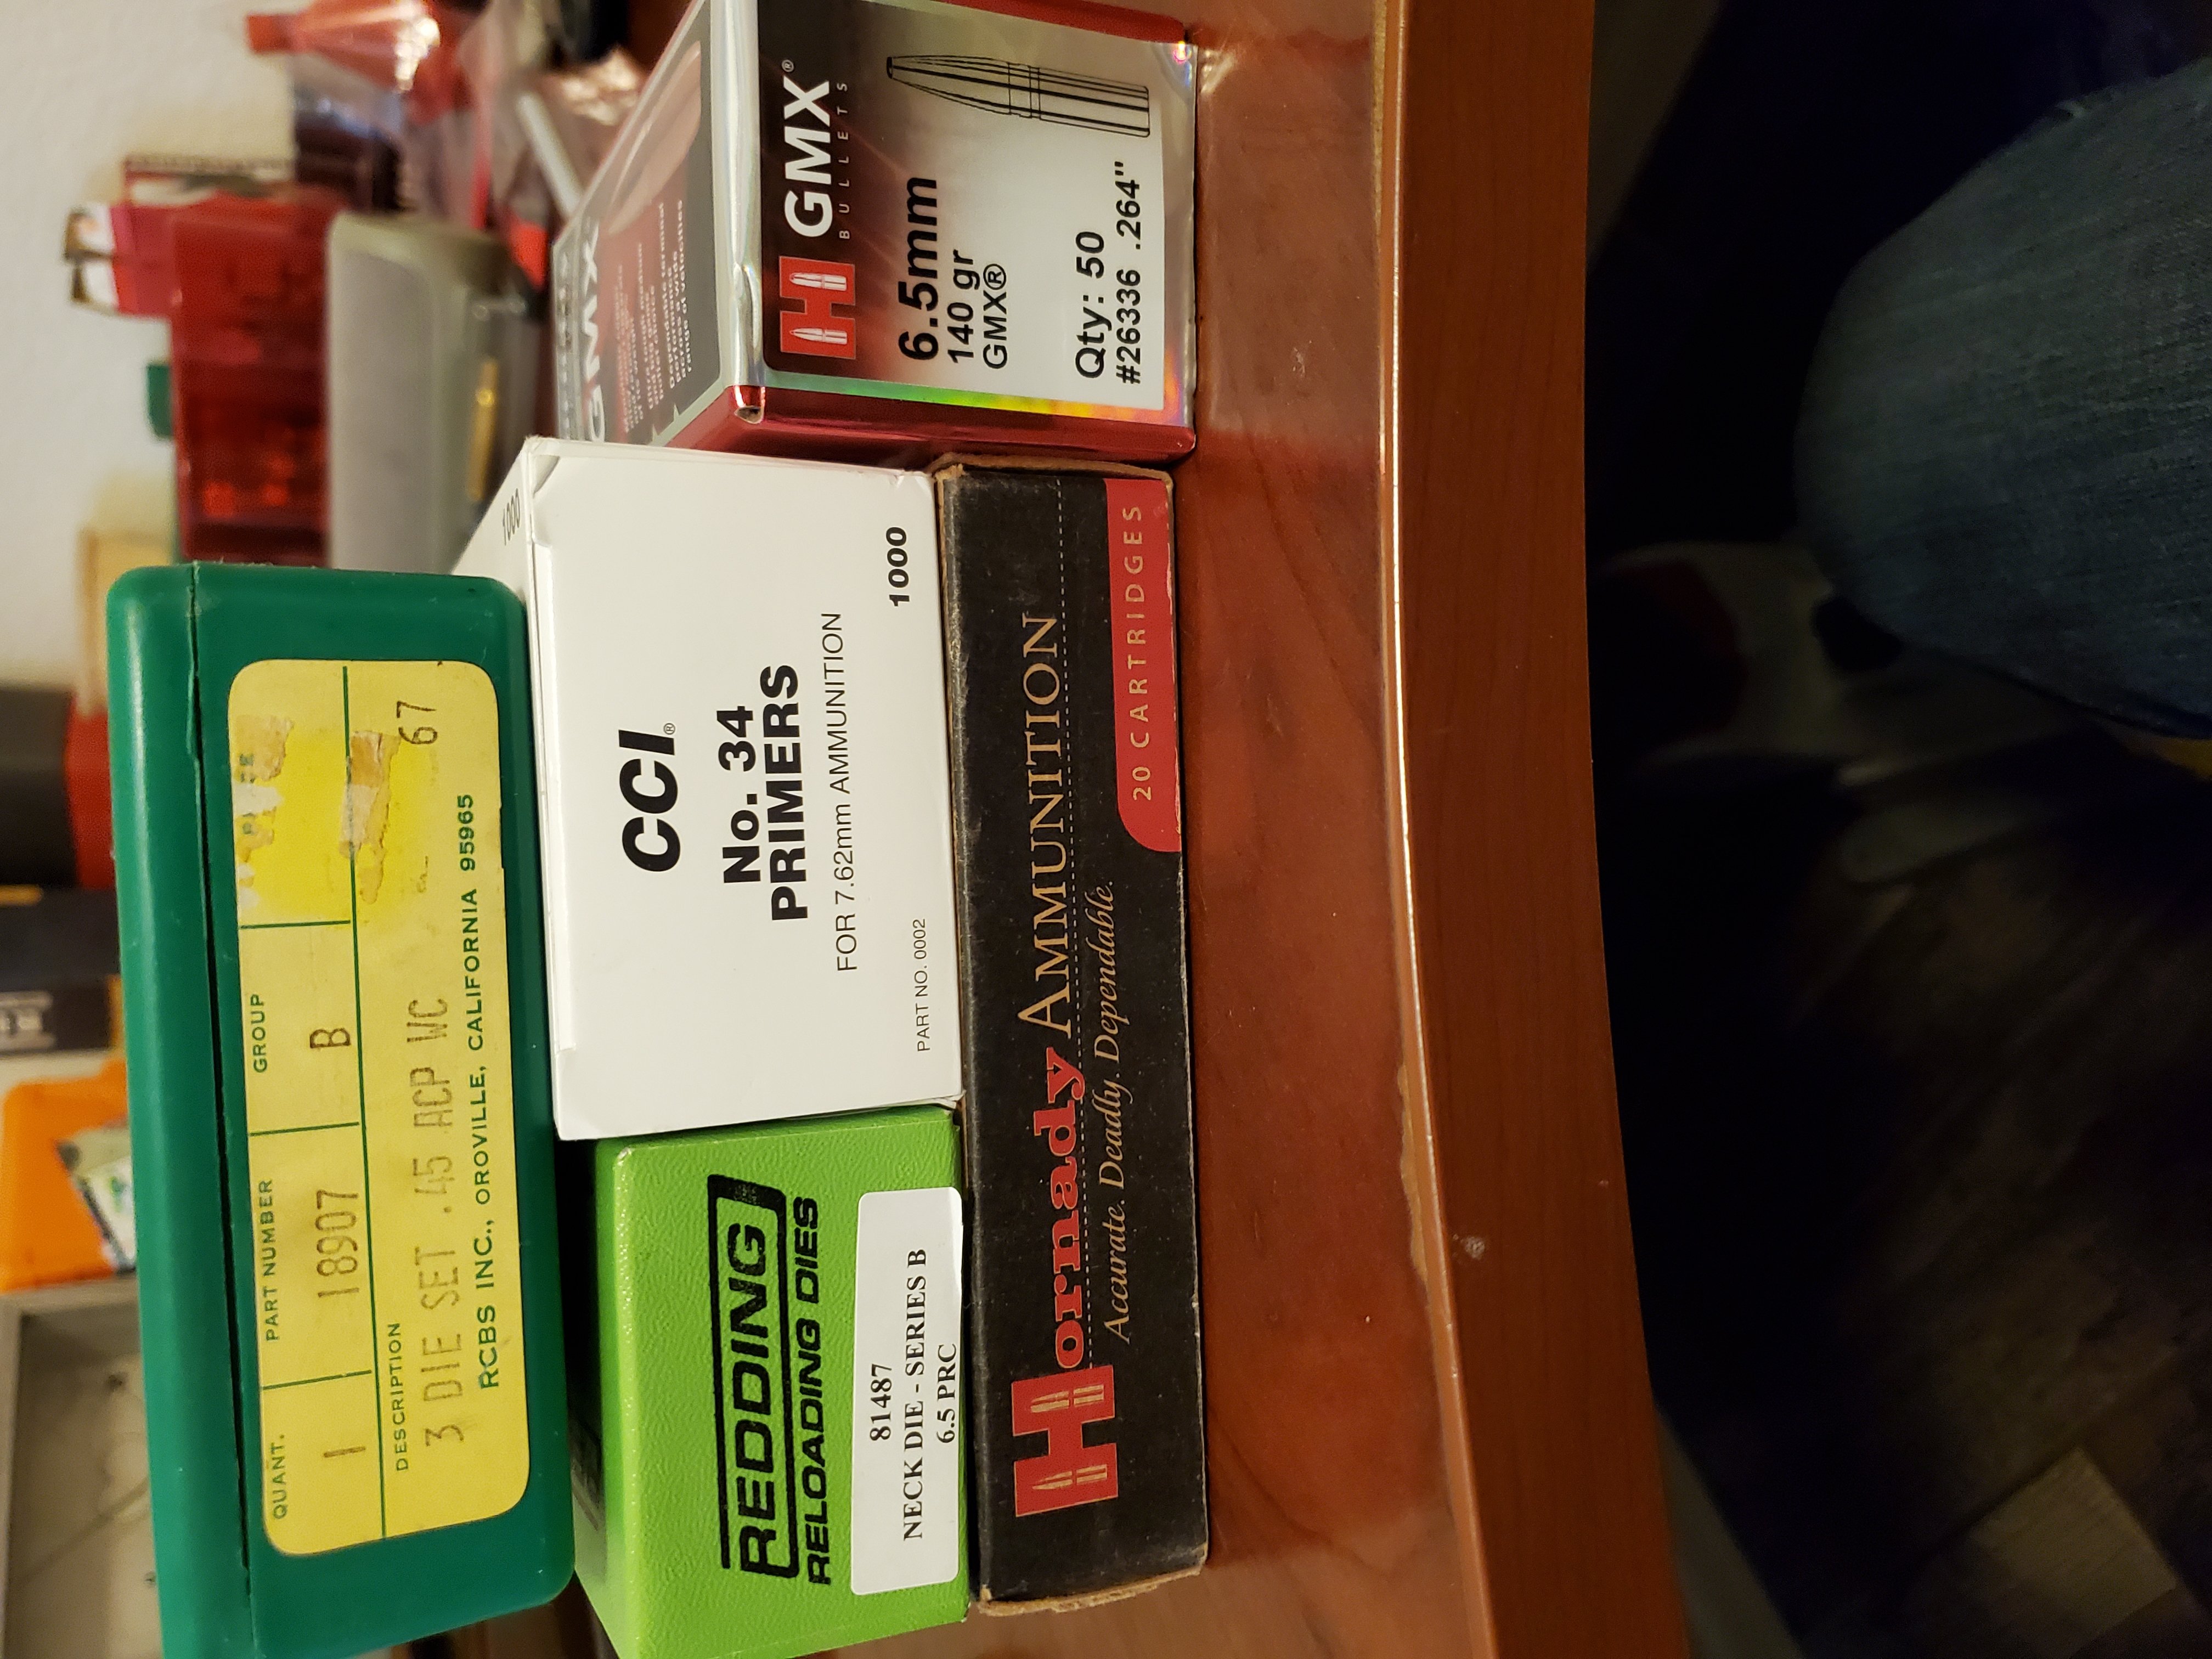 QUANT. PART NUMBER GROUP
1 18907 B
DESCRIPTION
3 DIE SET .45 ACP WC 67
RCBS INC., OROVILLE, CALIFORNIA 95965
REDDING
RELOADING DIES
81487
NECK DIE - SERIES B
6.5 PRC
1000
CCI®
No. 34
PRIMERS
FOR 7.62mm AMMUNITION
PART NO. 0002 1000
Hornady AMMUNITION
Accurate. Deadly. Dependable.
20 CARTRIDGES
GMX
H GMX®
BULLETS
6.5mm
140 gr
GMX®
Qty: 50
#26336 .264"